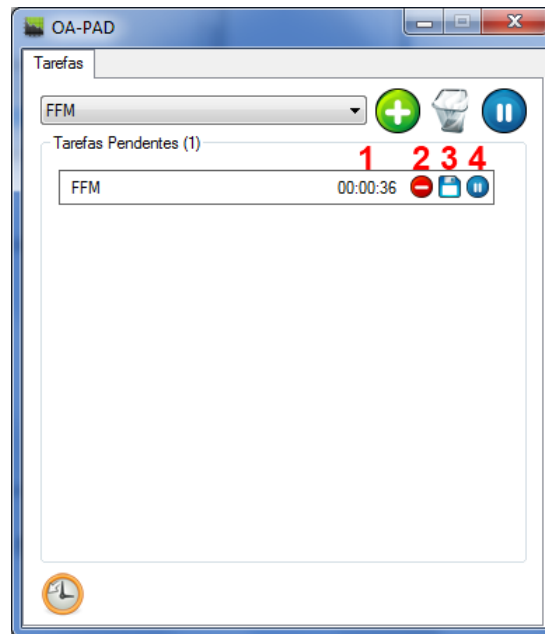 OA-PAD
Tarefas
FFM
Tarefas Pendentes (1)
1 2 3 4
FFM 00:00:36